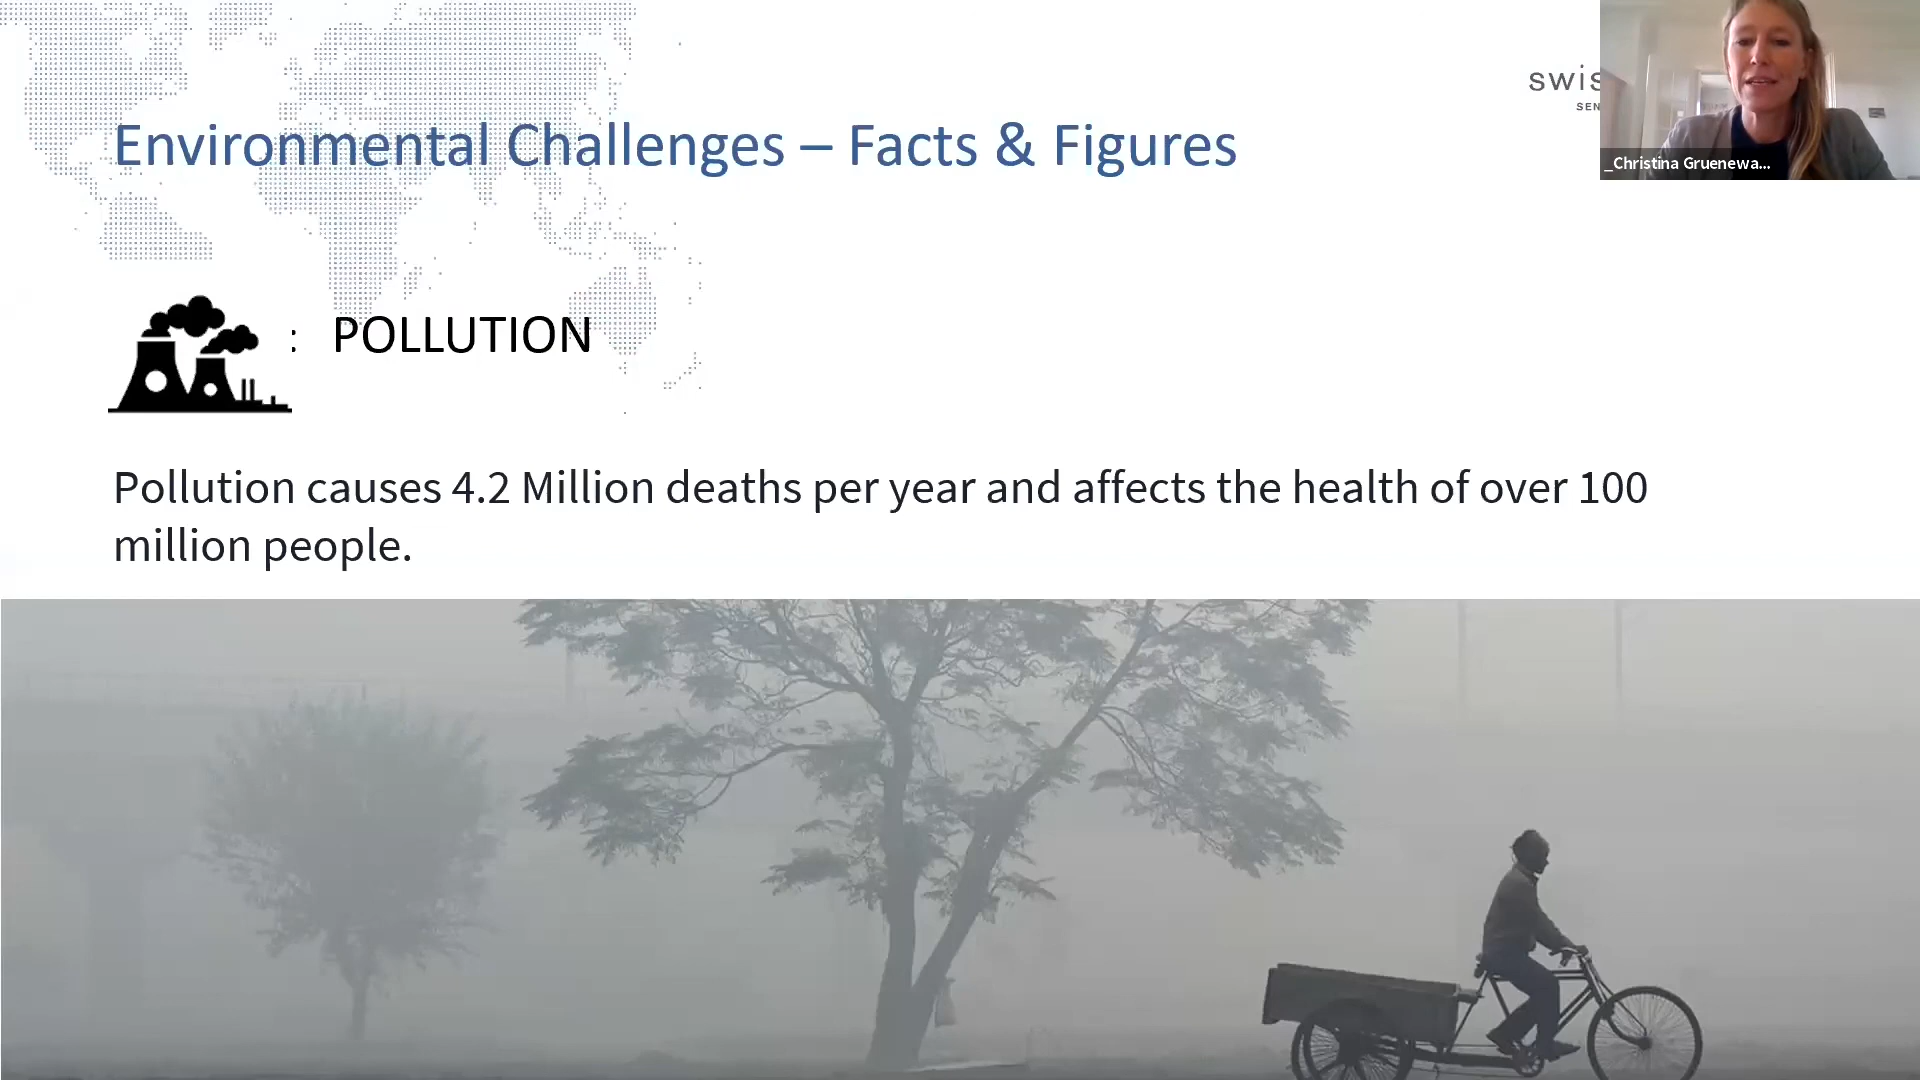 swis
SEN
Environmental Challenges – Facts & Figures
_Christina Gruenewa...
: POLLUTION
Pollution causes 4.2 Million deaths per year and affects the health of over 100
million people.